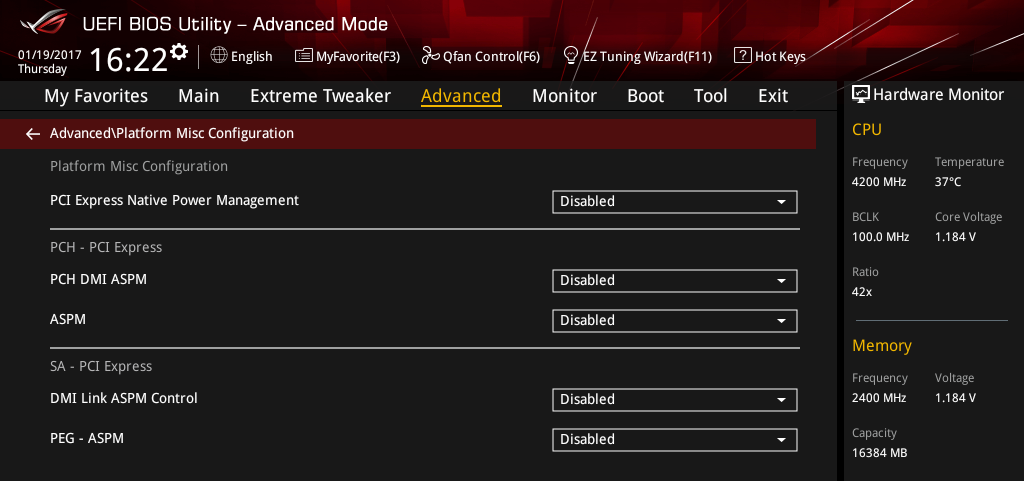 UEFI BIOS Utility – Advanced Mode
01/19/2017
Thursday
16:22
English
MyFavorite(F3)
Qfan Control(F6)
EZ Tuning Wizard(F11)
Hot Keys
My Favorites Main Extreme Tweaker Advanced Monitor Boot Tool Exit
Advanced\Platform Misc Configuration
Platform Misc Configuration
PCI Express Native Power Management Disabled
PCH - PCI Express
PCH DMI ASPM Disabled
ASPM Disabled
SA - PCI Express
DMI Link ASPM Control Disabled
PEG - ASPM Disabled
Hardware Monitor
CPU
Frequency Temperature
4200 MHz 37°C
BCLK Core Voltage
100.0 MHz 1.184 V
Ratio
42x
Memory
Frequency Voltage
2400 MHz 1.184 V
Capacity
16384 MB